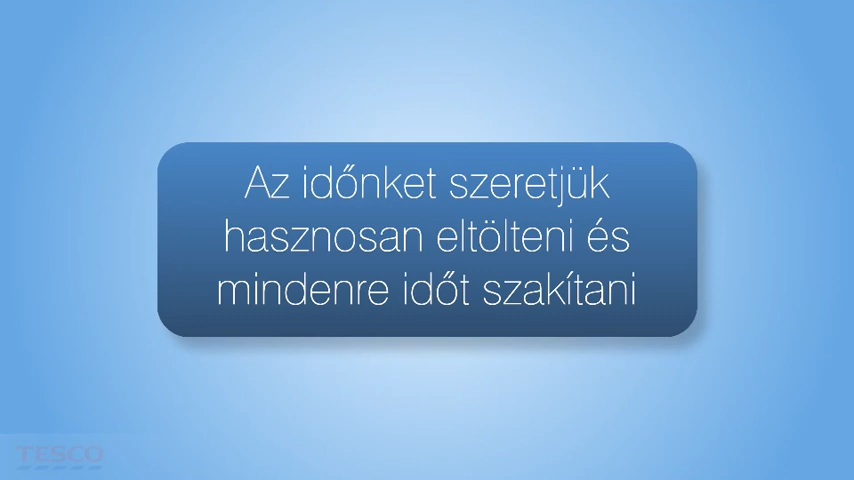 Az időnket szeretjük
hasznosan eltölteni és
mindenre időt szakítani
TESCO